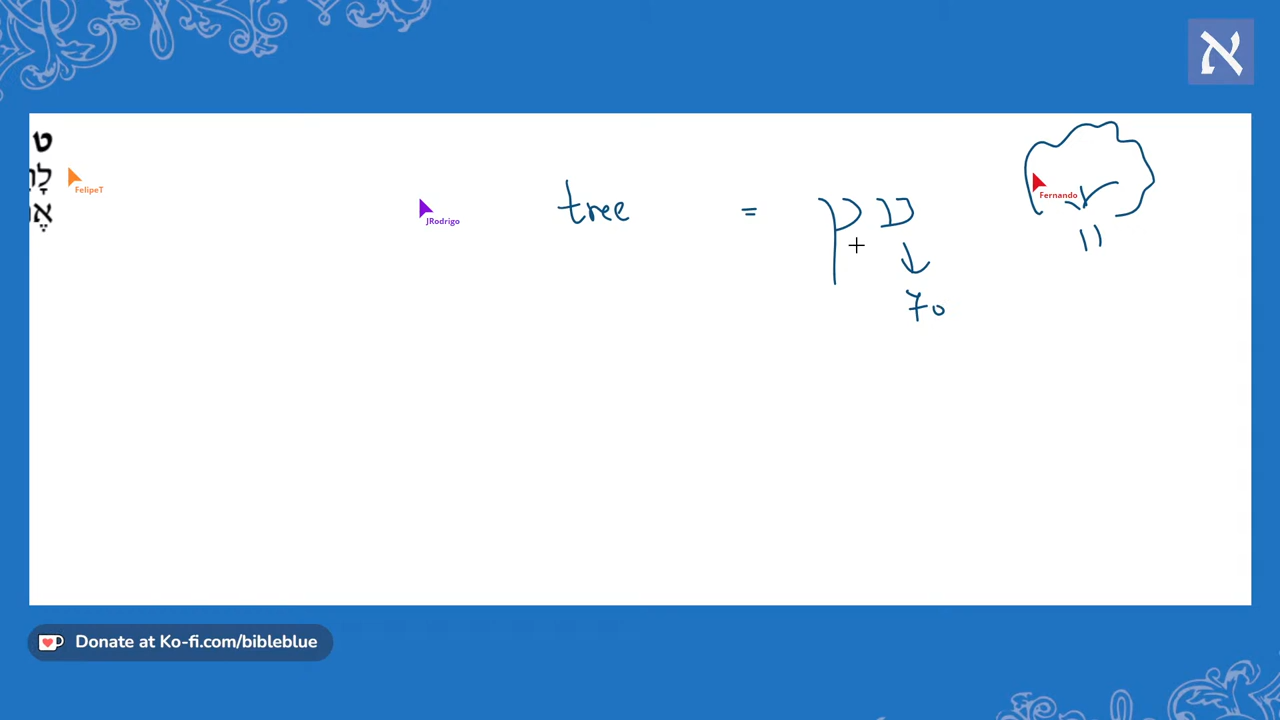 א
ט
FelipeT
JRodrigo
Fernando
tree = עץ
70
Donate at Ko-fi.com/bibleblue